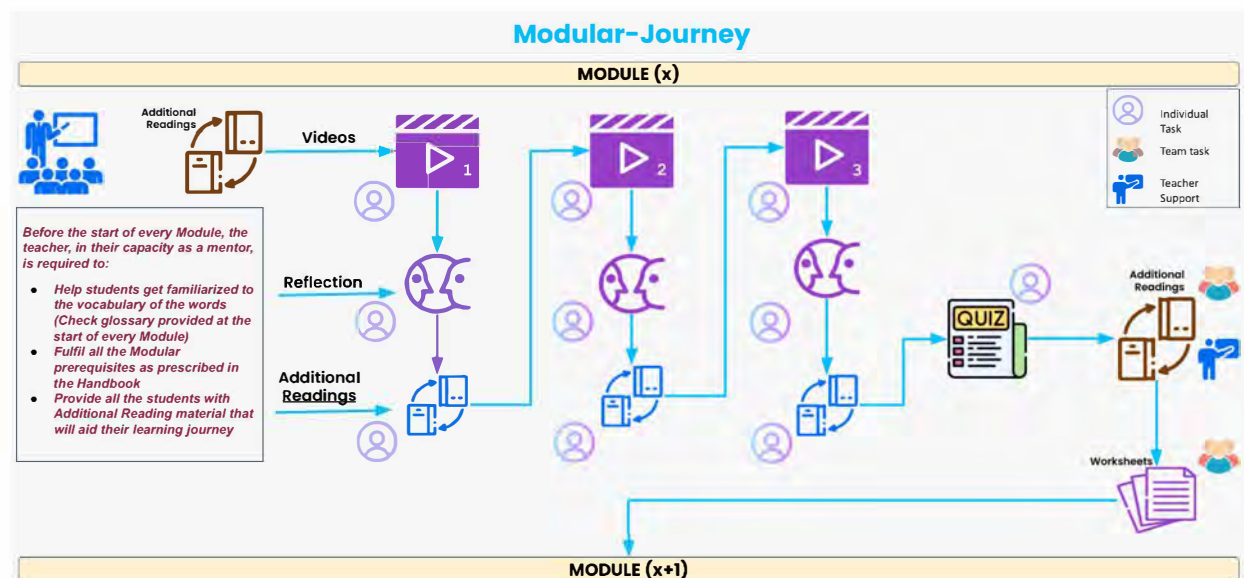 Modular-Journey
MODULE (x)
Additional
Readings
Videos
1
2
3
Individual
Task
Team task
Teacher
Support
Before the start of every Module, the
teacher, in their capacity as a mentor,
is required to:
● Help students get familiarized to
the vocabulary of the words
(Check glossary provided at the
start of every Module)
● Fulfil all the Modular
prerequisites as prescribed in
the Handbook
● Provide all the students with
Additional Reading material that
will aid their learning journey
Reflection
Additional
Readings
QUIZ
Additional
Readings
Worksheets
MODULE (x+1)